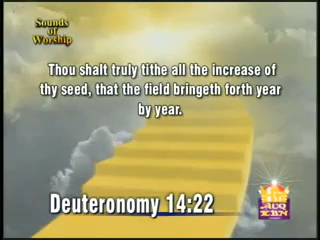 Sounds
of
Worship
Thou shalt truly tithe all the increase of
thy seed, that the field bringeth forth year
by year.
Deuteronomy 14:22